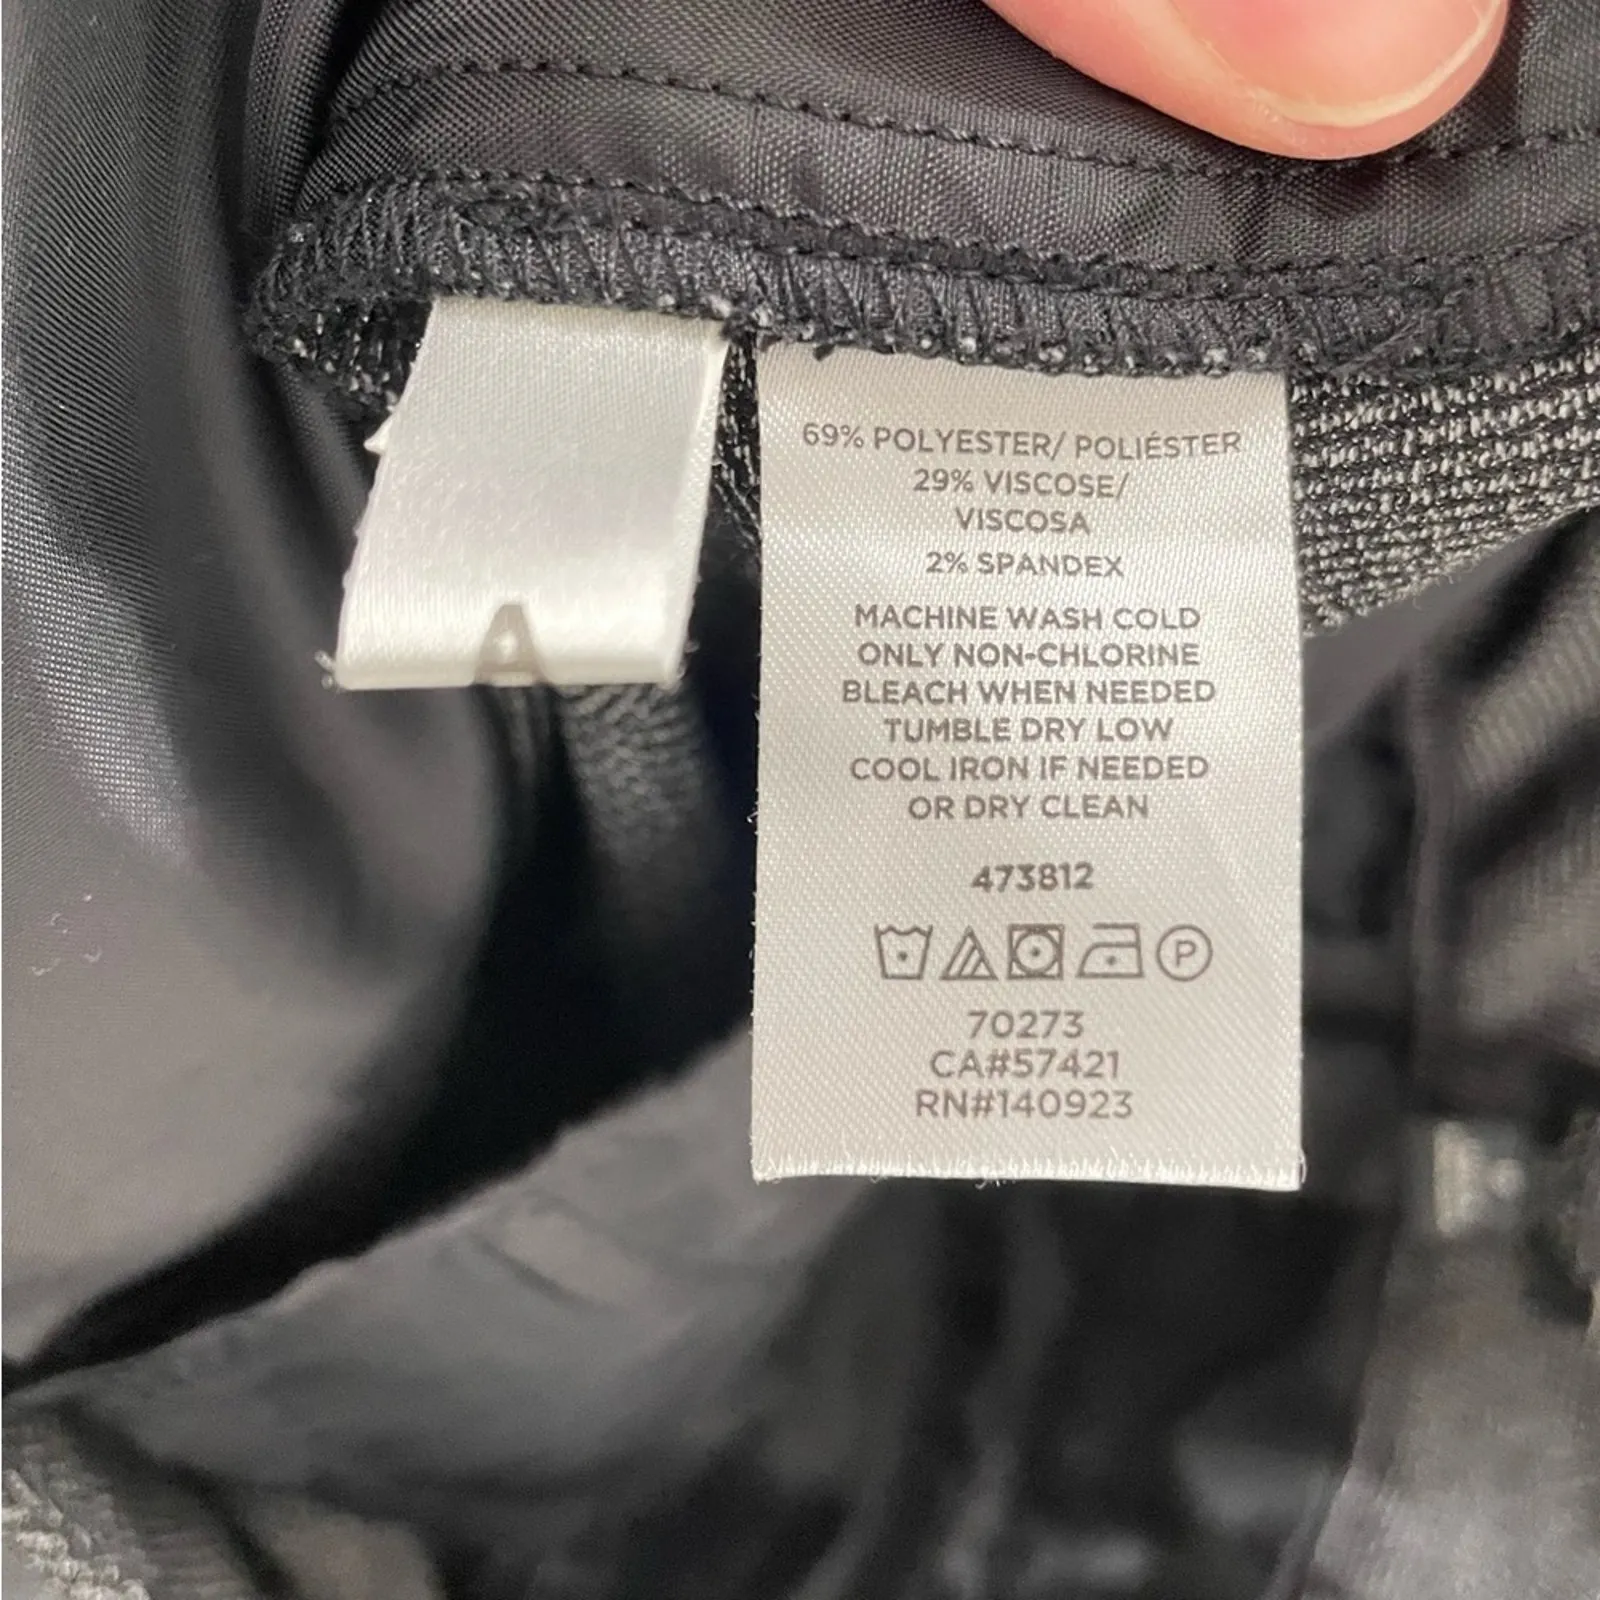 69% POLYESTER/ POLIÉSTER
29% VISCOSE/
VISCOSA
2% SPANDEX
MACHINE WASH COLD
ONLY NON-CHLORINE
BLEACH WHEN NEEDED
TUMBLE DRY LOW
COOL IRON IF NEEDED
OR DRY CLEAN
473812
P
70273
CA#57421
RN#140923